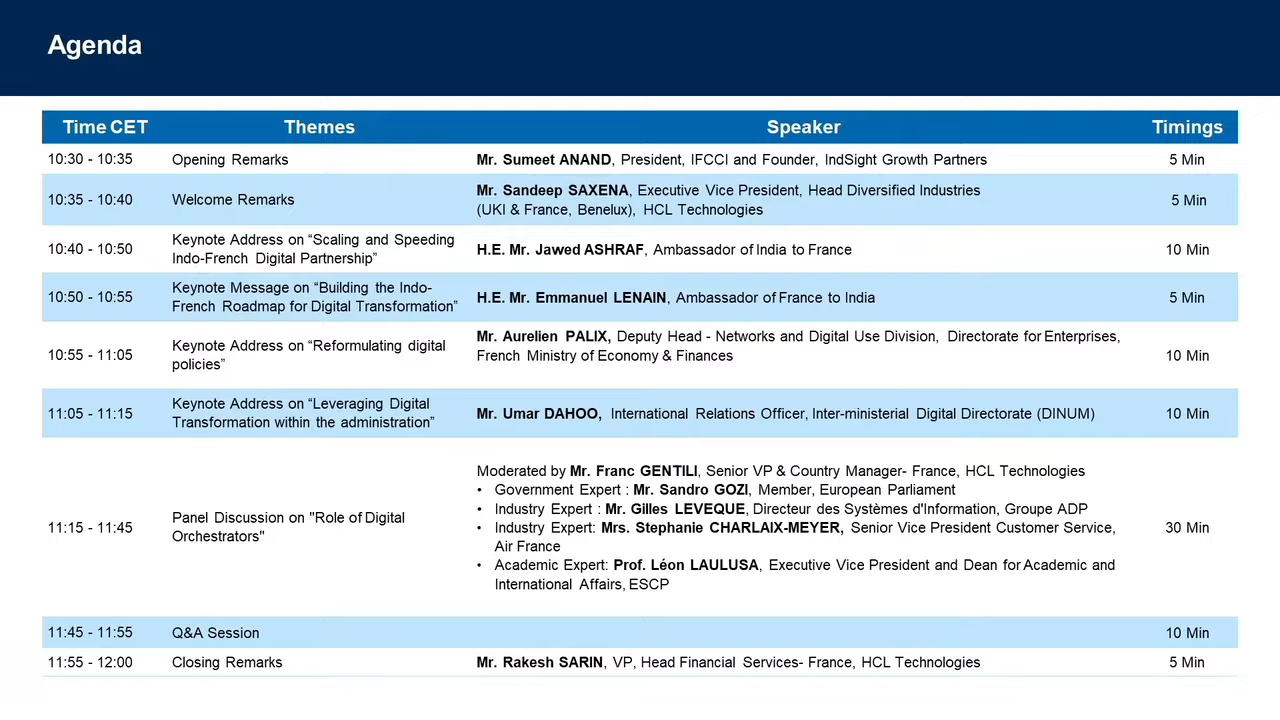 Agenda
Time CET Themes Speaker Timings
10:30 - 10:35 Opening Remarks Mr. Sumeet ANAND, President, IFCCI and Founder, IndSight Growth Partners 5 Min
10:35 - 10:40 Welcome Remarks Mr. Sandeep SAXENA, Executive Vice President, Head Diversified Industries
(UKI & France, Benelux), HCL Technologies 5 Min
10:40 - 10:50 Keynote Address on “Scaling and Speeding
Indo-French Digital Partnership” H.E. Mr. Jawed ASHRAF, Ambassador of India to France 10 Min
10:50 - 10:55 Keynote Message on “Building the Indo-
French Roadmap for Digital Transformation” H.E. Mr. Emmanuel LENAIN, Ambassador of France to India 5 Min
10:55 - 11:05 Keynote Address on “Reformulating digital
policies” Mr. Aurelien PALIX, Deputy Head - Networks and Digital Use Division, Directorate for Enterprises,
French Ministry of Economy & Finances 10 Min
11:05 - 11:15 Keynote Address on “Leveraging Digital
Transformation within the administration” Mr. Umar DAHOO, International Relations Officer, Inter-ministerial Digital Directorate (DINUM) 10 Min
11:15 - 11:45 Panel Discussion on "Role of Digital
Orchestrators" Moderated by Mr. Franc GENTILI, Senior VP & Country Manager- France, HCL Technologies
• Government Expert : Mr. Sandro GOZI, Member, European Parliament
• Industry Expert : Mr. Gilles LEVEQUE, Directeur des Systèmes d'Information, Groupe ADP
• Industry Expert: Mrs. Stephanie CHARLAIX-MEYER, Senior Vice President Customer Service,
Air France
• Academic Expert: Prof. Léon LAULUSA, Executive Vice President and Dean for Academic and
International Affairs, ESCP 30 Min
11:45 - 11:55 Q&A Session 10 Min
11:55 - 12:00 Closing Remarks Mr. Rakesh SARIN, VP, Head Financial Services- France, HCL Technologies 5 Min